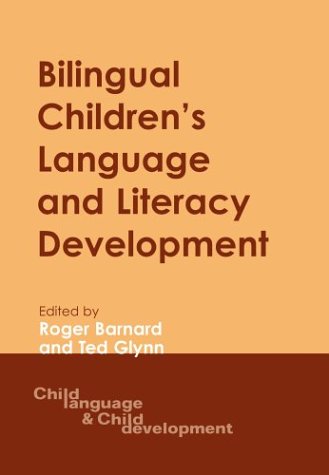 Bilingual
Children's
Language
and Literacy
Development
Edited by
Roger Barnard
and Ted Glynn
Child
language
& Child
development